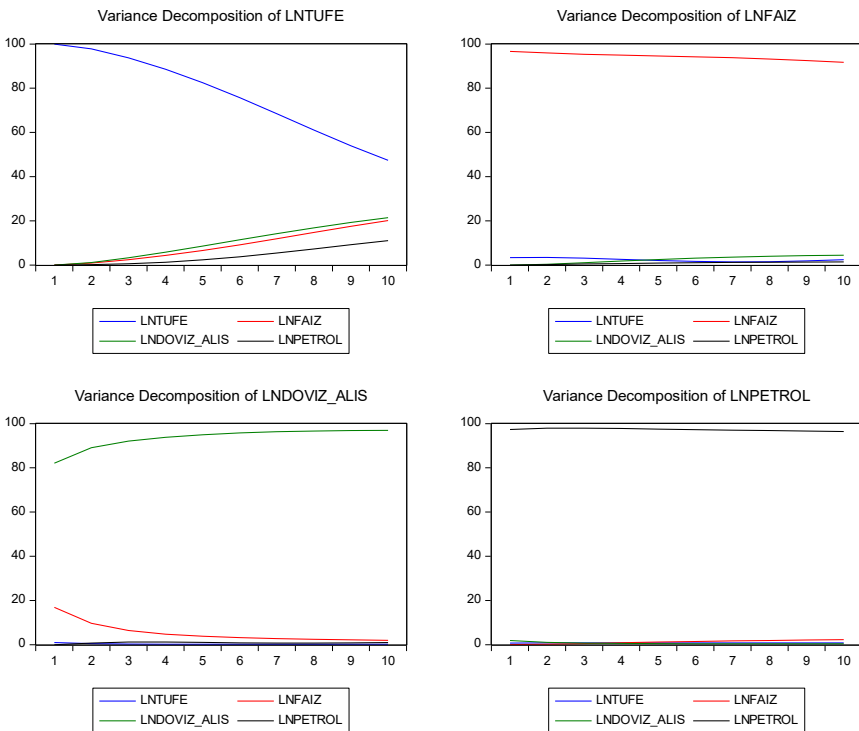 Variance Decomposition of LNTUFE
100
80
60
40
20
0
1 2 3 4 5 6 7 8 9 10
LNTUFE LNFAIZ
LNDOVIZ_ALIS LNPETROL
Variance Decomposition of LNFAIZ
100
80
60
40
20
0
1 2 3 4 5 6 7 8 9 10
LNTUFE LNFAIZ
LNDOVIZ_ALIS LNPETROL
Variance Decomposition of LNDOVIZ_ALIS
100
80
60
40
20
0
1 2 3 4 5 6 7 8 9 10
LNTUFE LNFAIZ
LNDOVIZ_ALIS LNPETROL
Variance Decomposition of LNPETROL
100
80
60
40
20
0
1 2 3 4 5 6 7 8 9 10
LNTUFE LNFAIZ
LNDOVIZ_ALIS LNPETROL